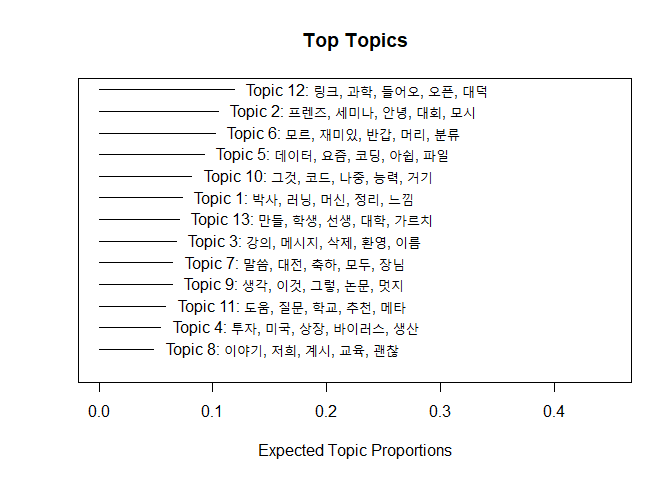 Top Topics
Topic 12: 링크, 과학, 들어오, 오픈, 대덕
Topic 2: 프렌즈, 세미나, 안녕, 대회, 모시
Topic 6: 모르, 재미있, 반갑, 머리, 분류
Topic 5: 데이터, 요즘, 코딩, 아쉽, 파일
Topic 10: 그것, 코드, 나중, 능력, 거기
Topic 1: 박사, 러닝, 머신, 정리, 느낌
Topic 13: 만들, 학생, 선생, 대학, 가르치
Topic 3: 강의, 메시지, 삭제, 환영, 이름
Topic 7: 말씀, 대전, 축하, 모두, 장님
Topic 9: 생각, 이것, 그렇, 논문, 멋지
Topic 11: 도움, 질문, 학교, 추천, 메타
Topic 4: 투자, 미국, 상장, 바이러스, 생산
Topic 8: 이야기, 저희, 계시, 교육, 괜찮
0.0 0.1 0.2 0.3 0.4
Expected Topic Proportions